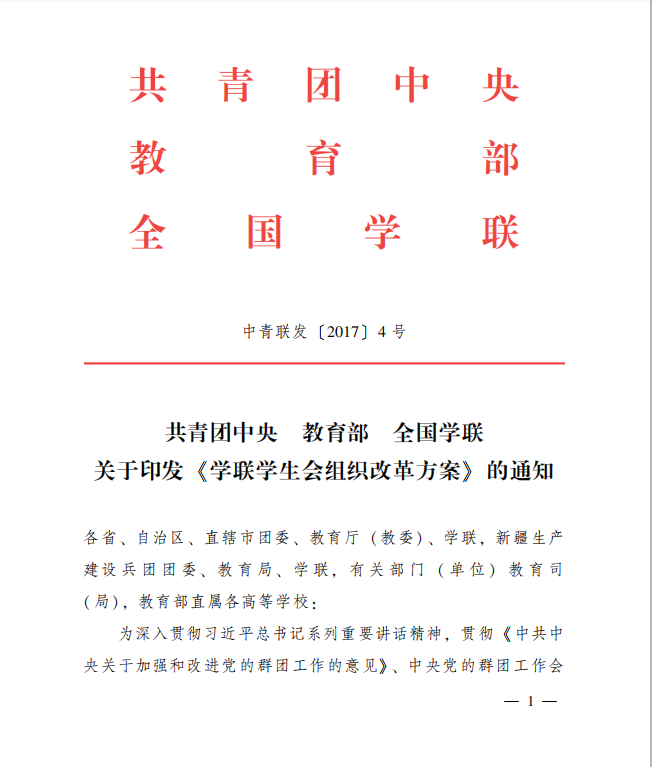 共青团中央
教育部
全国学联
中青联发〔2017〕4号
共青团中央 教育部 全国学联
关于印发《学联学生会组织改革方案》的通知
各省、自治区、直辖市团委、教育厅（教委）、学联，新疆生产
建设兵团团委、教育局、学联，有关部门（单位）教育司
（局），教育部直属各高等学校：
为深入贯彻习近平总书记系列重要讲话精神，贯彻《中共中
央关于加强和改进党的群团工作的意见》、中央党的群团工作会
— 1 —